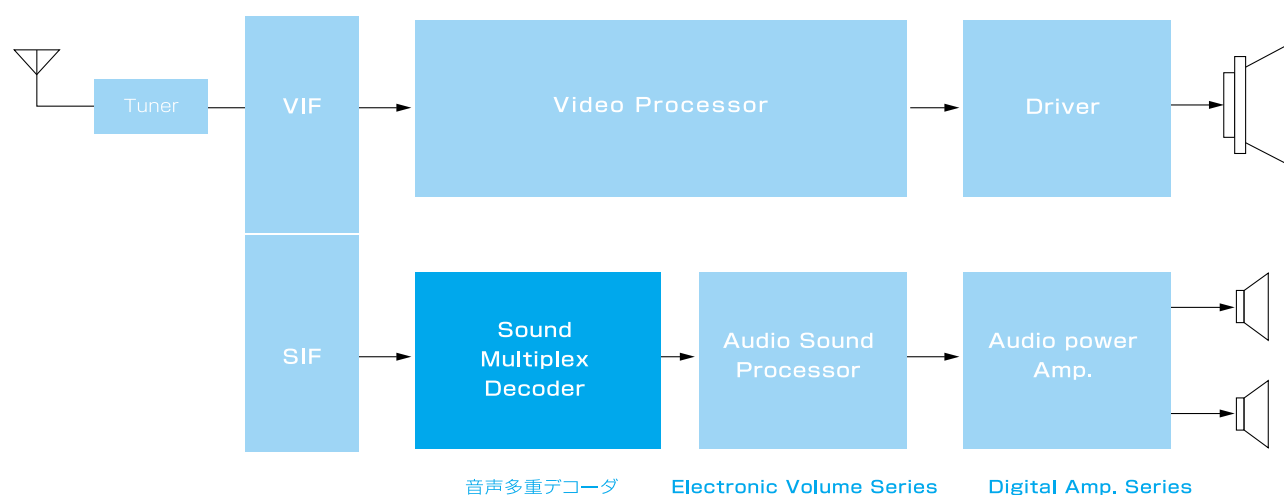 Tuner
VIF
Video Processor
Driver
SIF
Sound
Multiplex
Decoder
Audio Sound
Processor
Audio power
Amp.
音声多重デコーダ
Electronic Volume Series
Digital Amp. Series